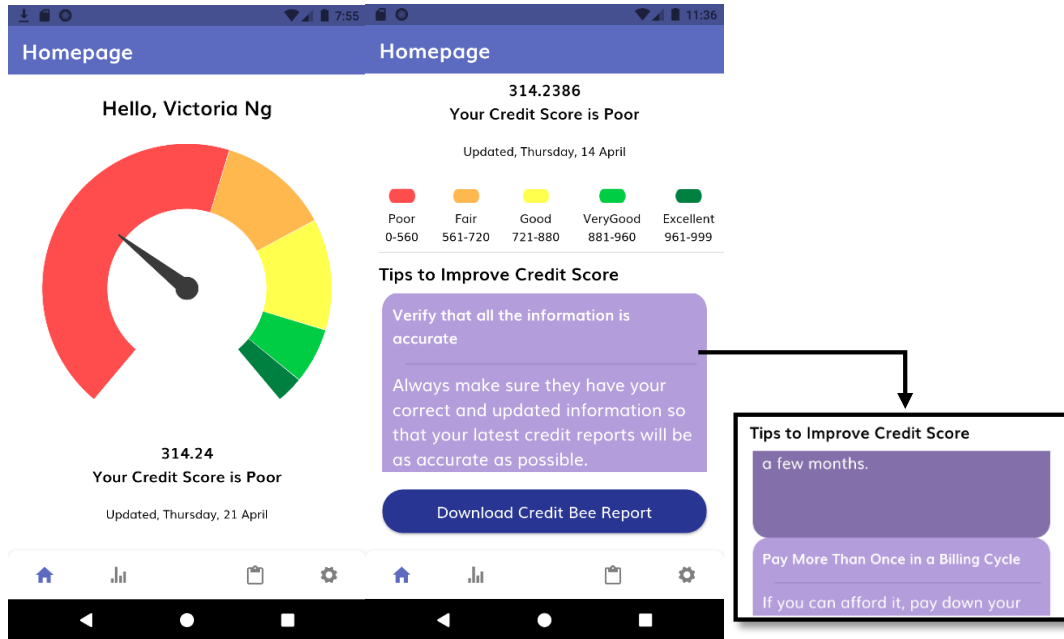 7:55
Homepage
Hello, Victoria Ng
314.24
Your Credit Score is Poor
Updated, Thursday, 21 April
11:36
Homepage
314.2386
Your Credit Score is Poor
Updated, Thursday, 14 April
Poor Fair Good VeryGood Excellent
0-560 561-720 721-880 881-960 961-999
Tips to Improve Credit Score
Verify that all the information is
accurate
Always make sure they have your
correct and updated information so
that your latest credit reports will be
as accurate as possible.
Download Credit Bee Report
Tips to Improve Credit Score
a few months.
Pay More Than Once in a Billing Cycle
If you can afford it, pay down your